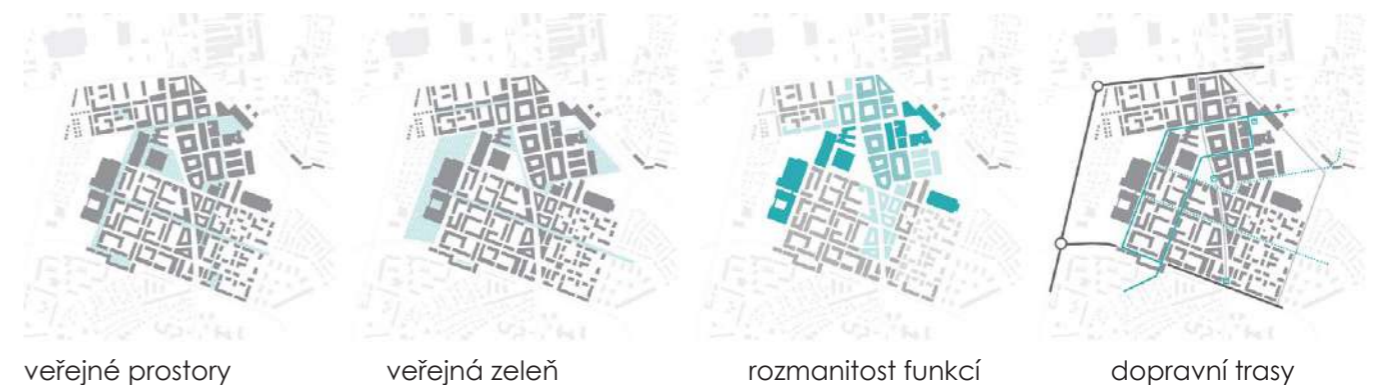 veřejné prostory
veřejná zeleň
rozmanitost funkcí
dopravní trasy